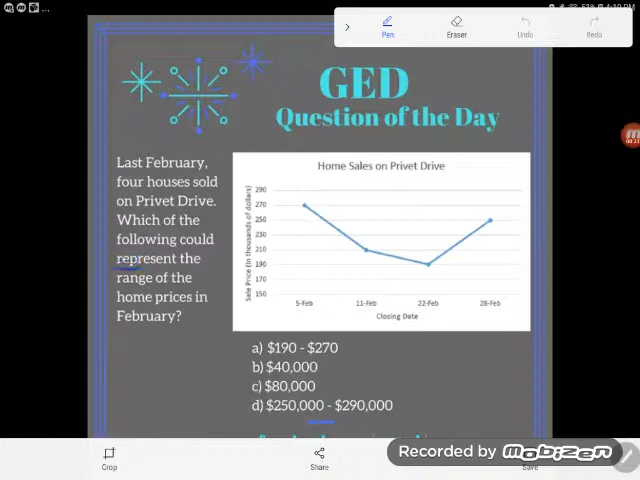 Pen
Eraser
Undo
Redo
GED
Question of the Day
Last February,
four houses sold
on Privet Drive.
Which of the
following could
represent the
range of the
home prices in
February?
Home Sales on Privet Drive
Sale Price (in thousands of dollars)
290
270
250
230
210
190
170
150
5-Feb
11-Feb
22-Feb
28-Feb
Closing Date
a) $190 - $270
b) $40,000
c) $80,000
d) $250,000 - $290,000
Crop
Share
Save
Recorded by
mobizen